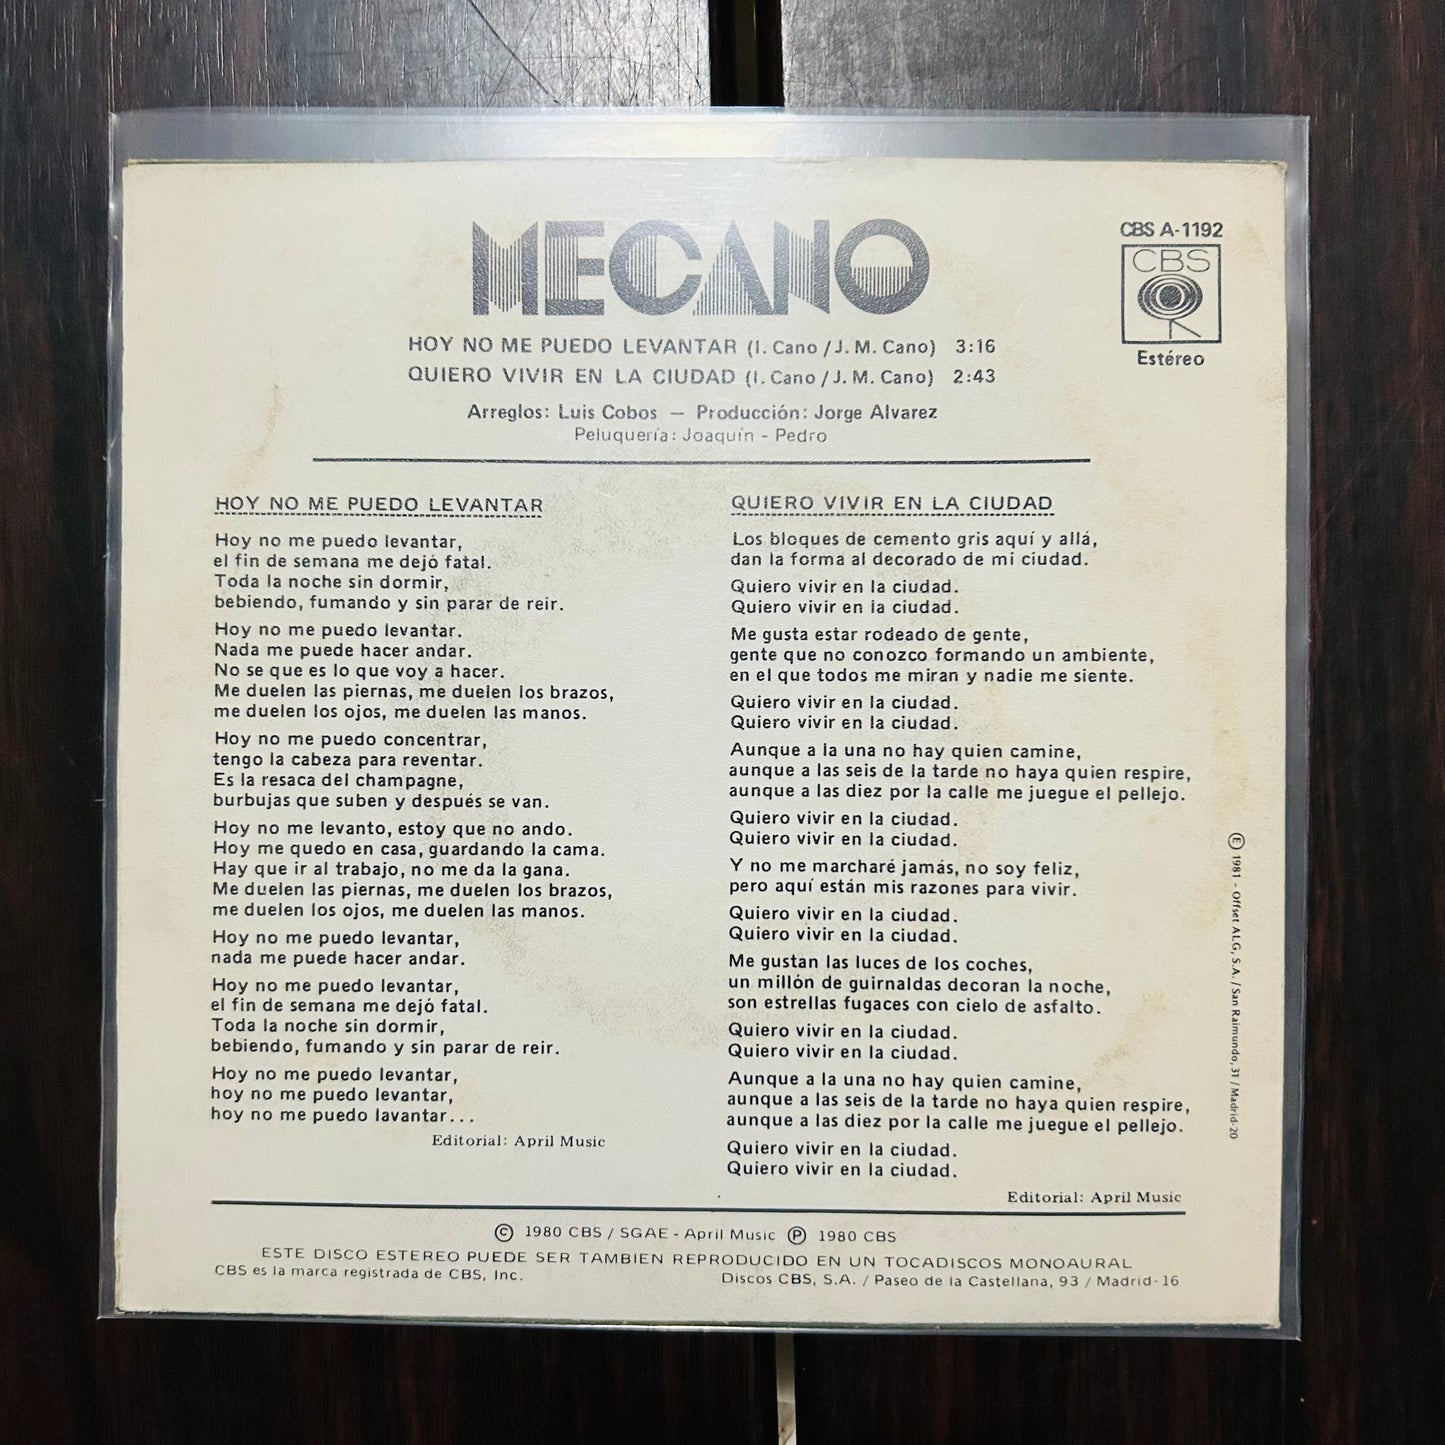 MECANO
CBS A-1192
CBS
Estéreo
HOY NO ME PUEDO LEVANTAR (I. Cano / J. M. Cano) 3:16
QUIERO VIVIR EN LA CIUDAD (I. Cano / J. M. Cano) 2:43
Arreglos: Luis Cobos — Producción: Jorge Alvarez
Peluquería: Joaquín - Pedro
HOY NO ME PUEDO LEVANTAR
Hoy no me puedo levantar,
el fin de semana me dejó fatal.
Toda la noche sin dormir,
bebiendo, fumando y sin parar de reir.
Hoy no me puedo levantar.
Nada me puede hacer andar.
No se que es lo que voy a hacer.
Me duelen las piernas, me duelen los brazos,
me duelen los ojos, me duelen las manos.
Hoy no me puedo concentrar,
tengo la cabeza para reventar.
Es la resaca del champagne,
burbujas que suben y después se van.
Hoy no me levanto, estoy que no ando.
Hoy me quedo en casa, guardando la cama.
Hay que ir al trabajo, no me da la gana.
Me duelen las piernas, me duelen los brazos,
me duelen los ojos, me duelen las manos.
Hoy no me puedo levantar,
nada me puede hacer andar.
Hoy no me puedo levantar,
el fin de semana me dejó fatal.
Toda la noche sin dormir,
bebiendo, fumando y sin parar de reir.
Hoy no me puedo levantar,
hoy no me puedo levantar,
hoy no me puedo lavantar...
Editorial: April Music
QUIERO VIVIR EN LA CIUDAD
Los bloques de cemento gris aquí y allá,
dan la forma al decorado de mi ciudad.
Quiero vivir en la ciudad.
Quiero vivir en la ciudad.
Me gusta estar rodeado de gente,
gente que no conozco formando un ambiente,
en el que todos me miran y nadie me siente.
Quiero vivir en la ciudad.
Quiero vivir en la ciudad.
Aunque a la una no hay quien camine,
aunque a las seis de la tarde no haya quien respire,
aunque a las diez por la calle me juegue el pellejo.
Quiero vivir en la ciudad.
Quiero vivir en la ciudad.
Y no me marcharé jamás, no soy feliz,
pero aquí están mis razones para vivir.
Quiero vivir en la ciudad.
Quiero vivir en la ciudad.
Me gustan las luces de los coches,
un millón de guirnaldas decoran la noche,
son estrellas fugaces con cielo de asfalto.
Quiero vivir en la ciudad.
Quiero vivir en la ciudad.
Aunque a la una no hay quien camine,
aunque a las seis de la tarde no haya quien respire,
aunque a las diez por la calle me juegue el pellejo.
Quiero vivir en la ciudad.
Quiero vivir en la ciudad.
Editorial: April Music
Ⓔ 1981 - Offset ALG, S.A. / San Raimundo, 31 / Madrid-20
© 1980 CBS / SGAE - April Music ℗ 1980 CBS
ESTE DISCO ESTEREO PUEDE SER TAMBIEN REPRODUCIDO EN UN TOCADISCOS MONOAURAL
CBS es la marca registrada de CBS, Inc.
Discos CBS, S.A. / Paseo de la Castellana, 93 / Madrid-16